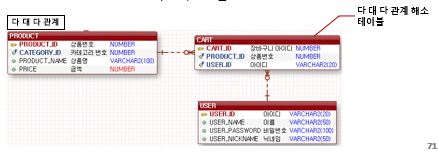 다 대 다 관계
다 대 다 관계 해소
테이블
PRODUCT
PRODUCT_ID 상품번호 NUMBER
CATEGORY_ID 카테고리 번호 NUMBER
PRODUCT_NAME 상품명 VARCHAR2(100)
PRICE 금액 NUMBER
CART
CART_ID 장바구니 아이디 NUMBER
PRODUCT_ID 상품번호 NUMBER
USER_ID 아이디 VARCHAR2(20)
USER
USER_ID 아이디 VARCHAR2(20)
USER_NAME 이름 VARCHAR2(50)
USER_PASSWORD 비밀번호 VARCHAR2(100)
USER_NICKNAME 닉네임 VARCHAR2(50)
71